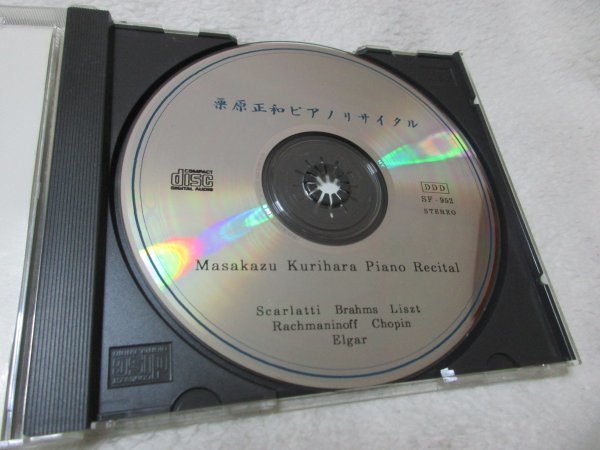 栗原正和ピアノリサイタル
COMPACT
disc
DIGITAL AUDIO
DDD
SF-952
STEREO
Masakazu Kurihara Piano Recital
Scarlatti Brahms Liszt
Rachmaninoff Chopin
Elgar